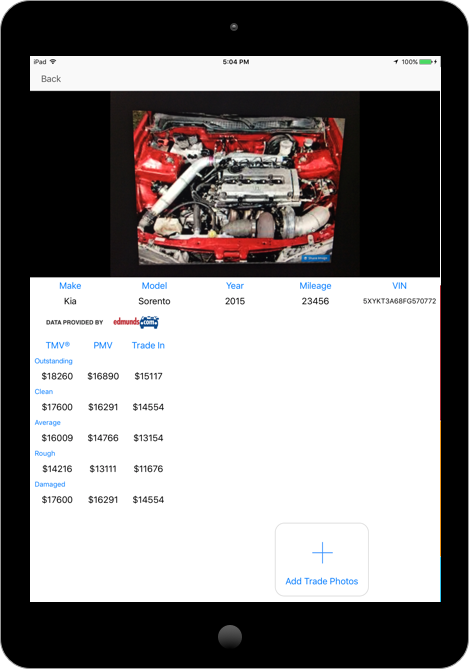 iPad 5:04 PM 100%
Back
Make Model Year Mileage VIN
Kia Sorento 2015 23456 5XYKT3A68FG570772
DATA PROVIDED BY edmunds.com
TMV® PMV Trade In
Outstanding
$18260 $16890 $15117
Clean
$17600 $16291 $14554
Average
$16009 $14766 $13154
Rough
$14216 $13111 $11676
Damaged
$17600 $16291 $14554
Add Trade Photos